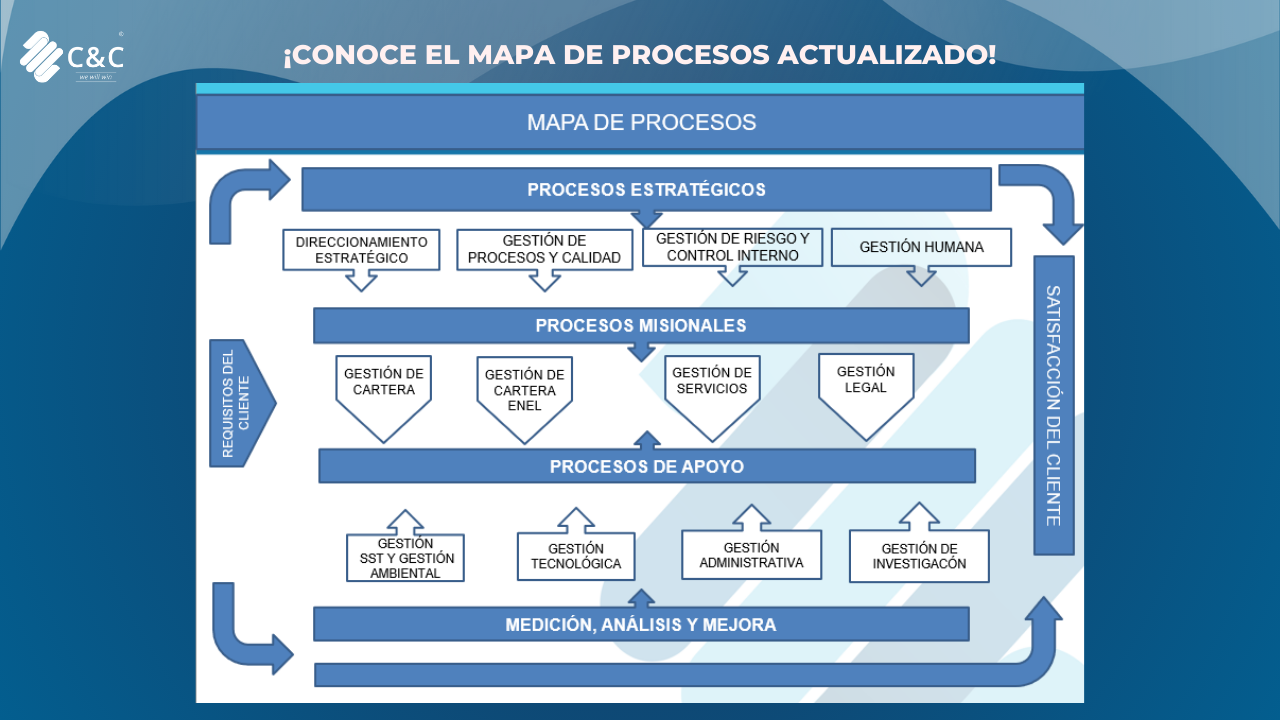 C&C
®
we will win
¡CONOCE EL MAPA DE PROCESOS ACTUALIZADO!
MAPA DE PROCESOS
PROCESOS ESTRATÉGICOS
DIRECCIONAMIENTO
ESTRATÉGICO
GESTIÓN DE
PROCESOS Y CALIDAD
GESTIÓN DE RIESGO Y
CONTROL INTERNO
GESTIÓN HUMANA
PROCESOS MISIONALES
REQUISITOS DEL
CLIENTE
GESTIÓN DE
CARTERA
GESTIÓN DE
CARTERA
ENEL
GESTIÓN DE
SERVICIOS
GESTIÓN
LEGAL
SATISFACCIÓN DEL CLIENTE
PROCESOS DE APOYO
GESTIÓN
SST Y GESTIÓN
AMBIENTAL
GESTIÓN
TECNOLÓGICA
GESTIÓN
ADMINISTRATIVA
GESTIÓN DE
INVESTIGACÓN
MEDICIÓN, ANÁLISIS Y MEJORA